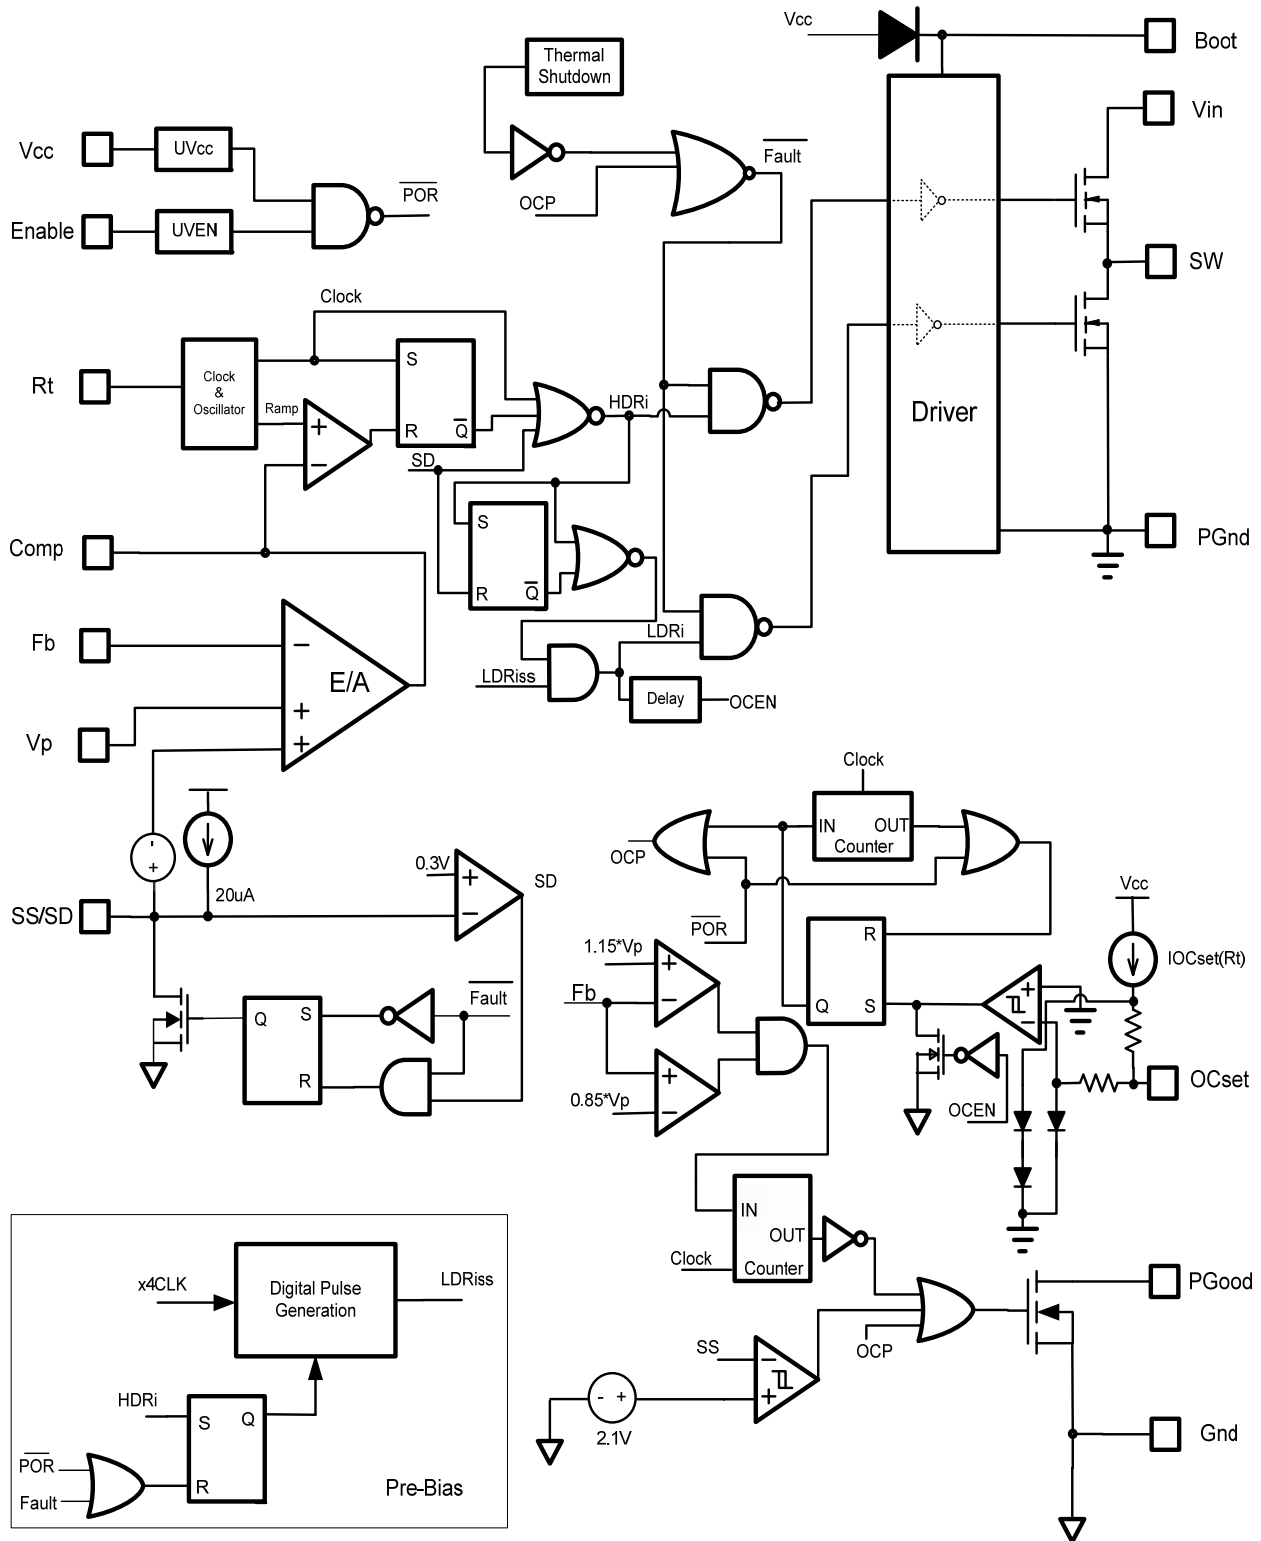 Vcc
Boot
Thermal
Shutdown
Vin
Vcc
UVcc
Fault
POR
OCP
Enable
UVEN
SW
Clock
Rt
Clock
&
Oscillator
Ramp
S
R
Q
+
−
HDRi
Driver
SD
S
R
Q
Comp
PGnd
Fb
−
E/A
+
+
LDRi
LDRiss
Delay
OCEN
Vp
Clock
IN
OUT
Counter
OCP
-
+
20uA
0.3V
+
−
SD
SS/SD
POR
Vcc
R
Q
S
IOCset(Rt)
1.15*Vp
+
−
Fb
+
−
Fault
Q
S
R
0.85*Vp
+
−
OCset
OCEN
IN
OUT
Counter
Clock
x4CLK
Digital Pulse
Generation
LDRiss
PGood
OCP
SS
−
+
- +
2.1V
HDRi
S
Q
R
POR
Fault
Pre-Bias
Gnd